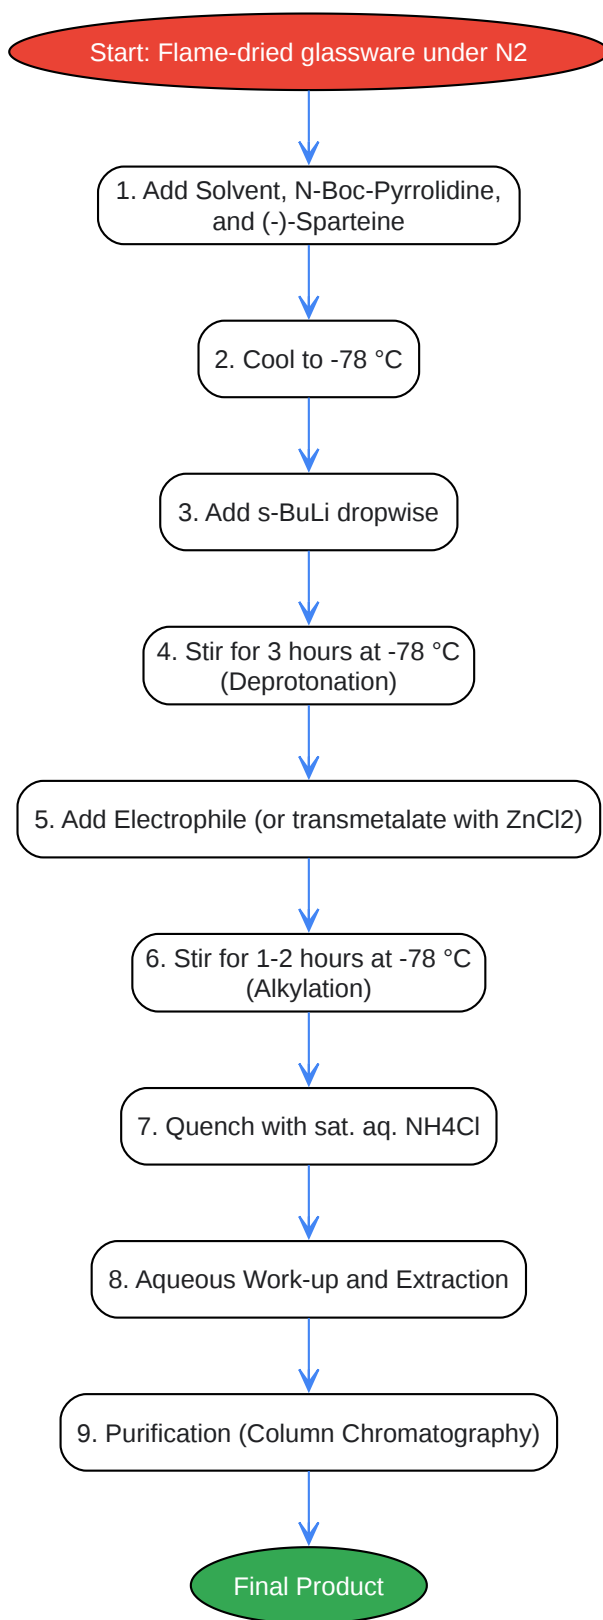 Start: Flame-dried glassware under N2
1. Add Solvent, N-Boc-Pyrrolidine,
and (-)-Sparteine
2. Cool to -78 °C
3. Add s-BuLi dropwise
4. Stir for 3 hours at -78 °C
(Deprotonation)
5. Add Electrophile (or transmetalate with ZnCl2)
6. Stir for 1-2 hours at -78 °C
(Alkylation)
7. Quench with sat. aq. NH4Cl
8. Aqueous Work-up and Extraction
9. Purification (Column Chromatography)
Final Product